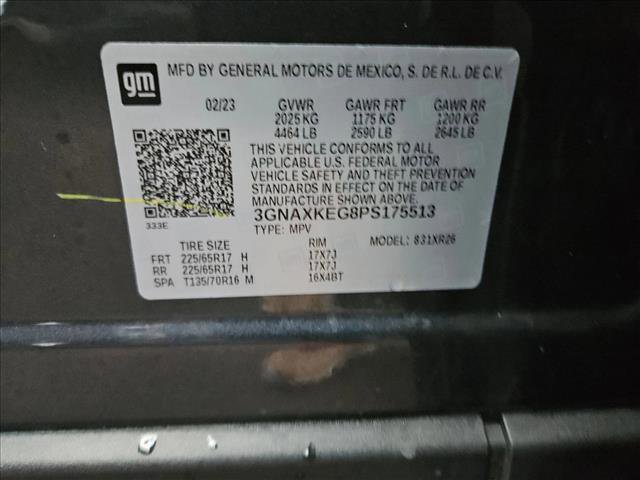 gm
MFD BY GENERAL MOTORS DE MEXICO, S. DE R.L. DE C.V.
02/23 GVWR GAWR FRT GAWR RR
2025 KG 1175 KG 1200 KG
4464 LB 2590 LB 2645 LB
THIS VEHICLE CONFORMS TO ALL
APPLICABLE U.S. FEDERAL MOTOR
VEHICLE SAFETY AND THEFT PREVENTION
STANDARDS IN EFFECT ON THE DATE
OF MANUFACTURE SHOWN ABOVE.
333E 3GNAXKEG8PS175513
TYPE: MPV MODEL: 831XR26
TIRE SIZE RIM
FRT 225/65R17 H 17X7J
RR 225/65R17 H 17X7J
SPA T135/70R16 M 16X4BT